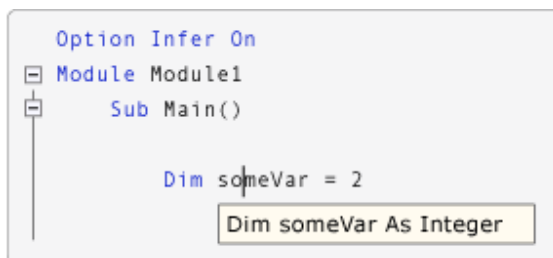 Option Infer On
Module Module1
Sub Main()
Dim someVar = 2
Dim someVar As Integer